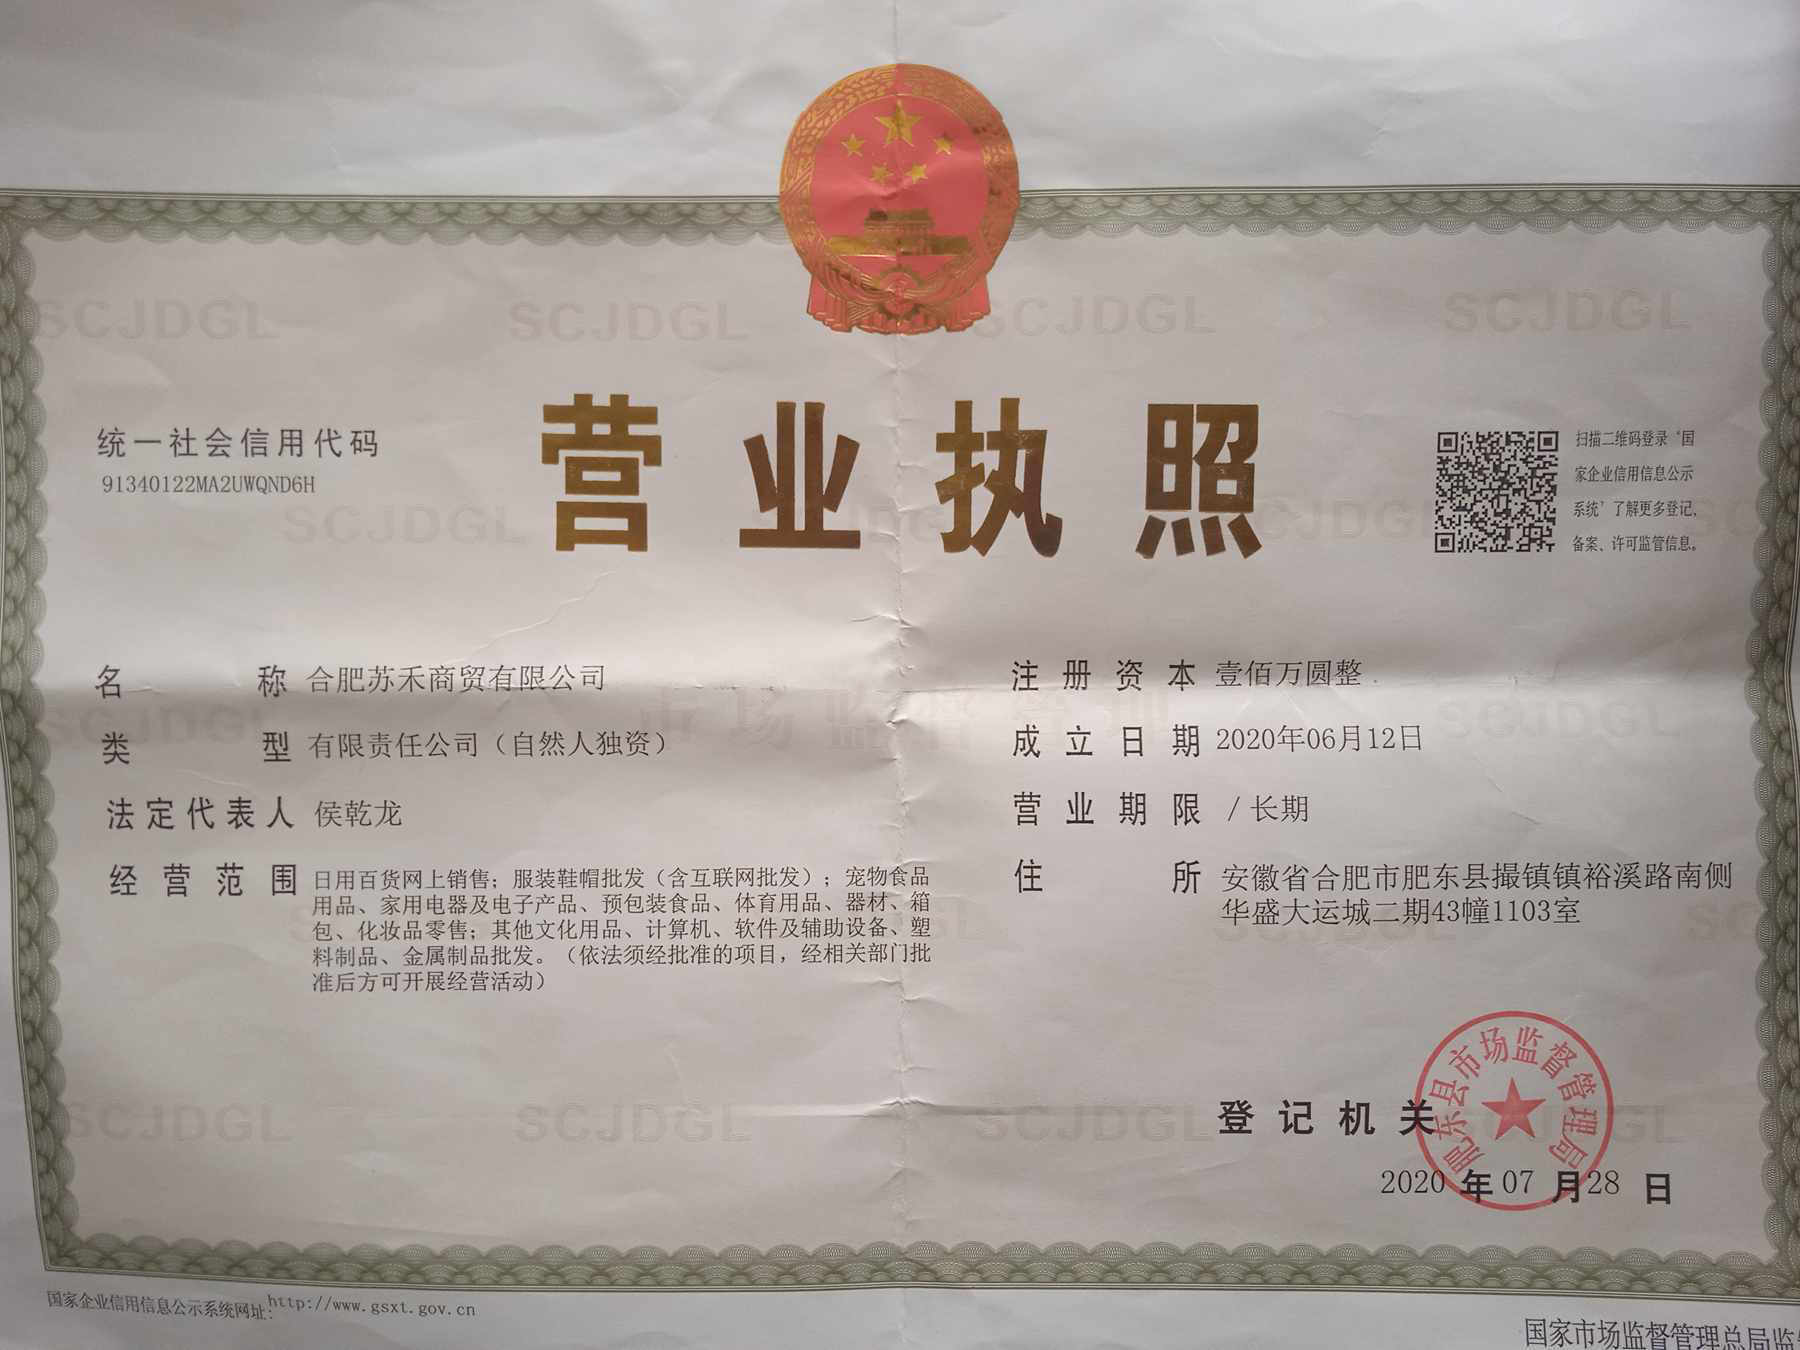 营业执照
统一社会信用代码
91340122MA2UWQND6H
扫描二维码登录‘国
家企业信用信息公示
系统’了解更多登记、
备案、许可监管信息。
名称 合肥苏禾商贸有限公司
类型 有限责任公司（自然人独资）
法定代表人 侯乾龙
经营范围 日用百货网上销售；服装鞋帽批发（含互联网批发）；宠物食品
用品、家用电器及电子产品、预包装食品、体育用品、器材、箱
包、化妆品零售；其他文化用品、计算机、软件及辅助设备、塑
料制品、金属制品批发。（依法须经批准的项目，经相关部门批
准后方可开展经营活动）
注册资本 壹佰万圆整
成立日期 2020年06月12日
营业期限 / 长期
住所 安徽省合肥市肥东县撮镇镇裕溪路南侧
华盛大运城二期43幢1103室
登记机关
肥东县市场监督管理局
2020 年 07 月 28 日
国家企业信用信息公示系统网址:http://www.gsxt.gov.cn
国家市场监督管理总局监
SCJDGL SCJDGL SCJDGL SCJDGL
SCJDGL
市场监督管理